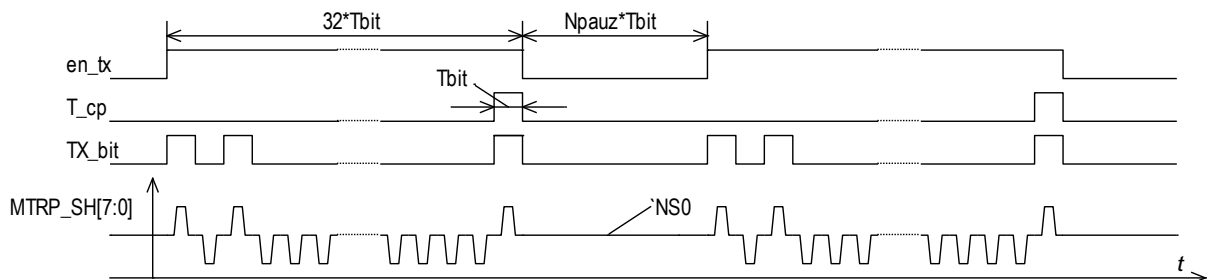 32*Tbit
Npauz*Tbit
en_tx
Tbit
T_cp
TX_bit
MTRP_SH[7:0]
`NS0
t